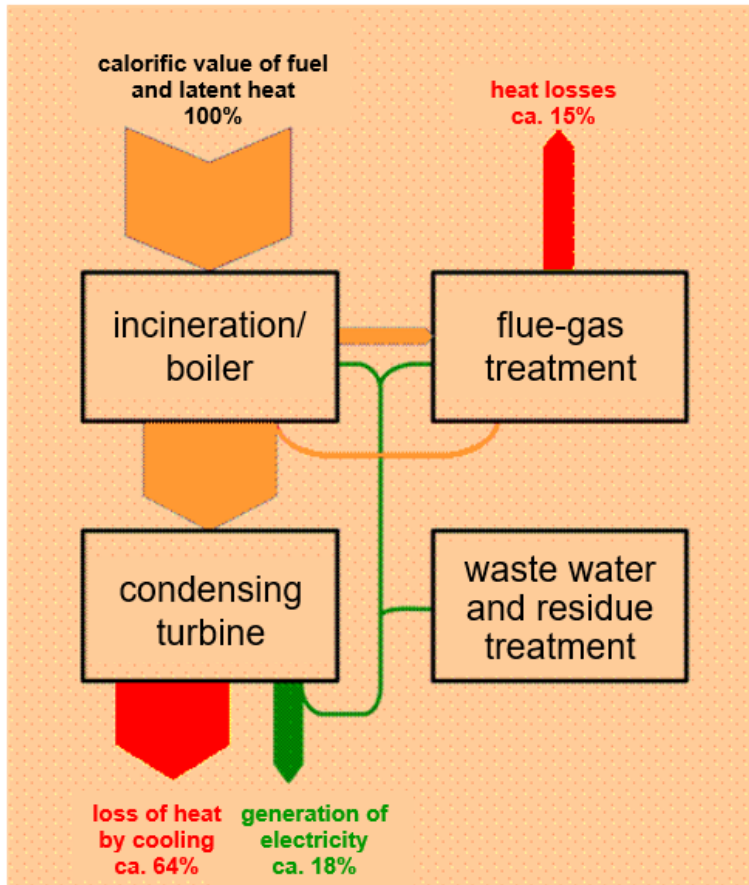 calorific value of fuel
and latent heat
100%
heat losses
ca. 15%
incineration/
boiler
flue-gas
treatment
condensing
turbine
waste water
and residue
treatment
loss of heat
by cooling
ca. 64%
generation of
electricity
ca. 18%